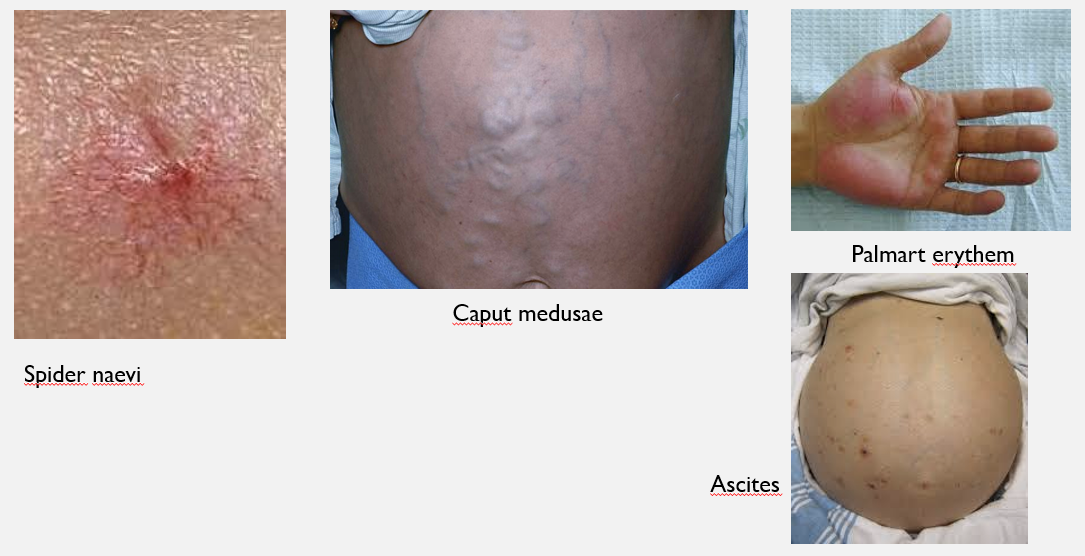 Palmart erythem
Caput medusae
Spider naevi
Ascites